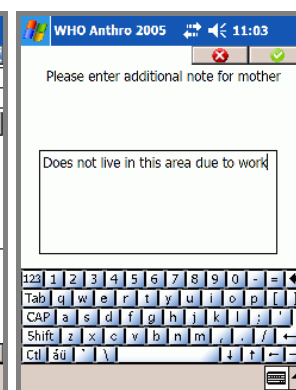 WHO Anthro 2005 11:03
Please enter additional note for mother
Does not live in this area due to work
123 1 2 3 4 5 6 7 8 9 0 - =
Tab q w e r t y u i o p [ ]
CAP a s d f g h j k l ; '
Shift z x c v b n m , . /
Ctl áü ` \